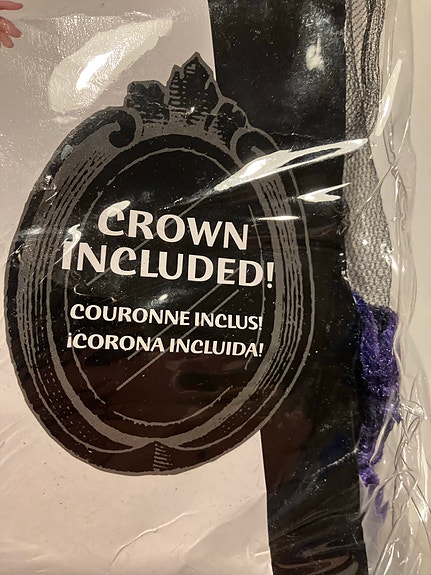 CROWN
INCLUDED!
COURONNE INCLUS!
¡CORONA INCLUIDA!